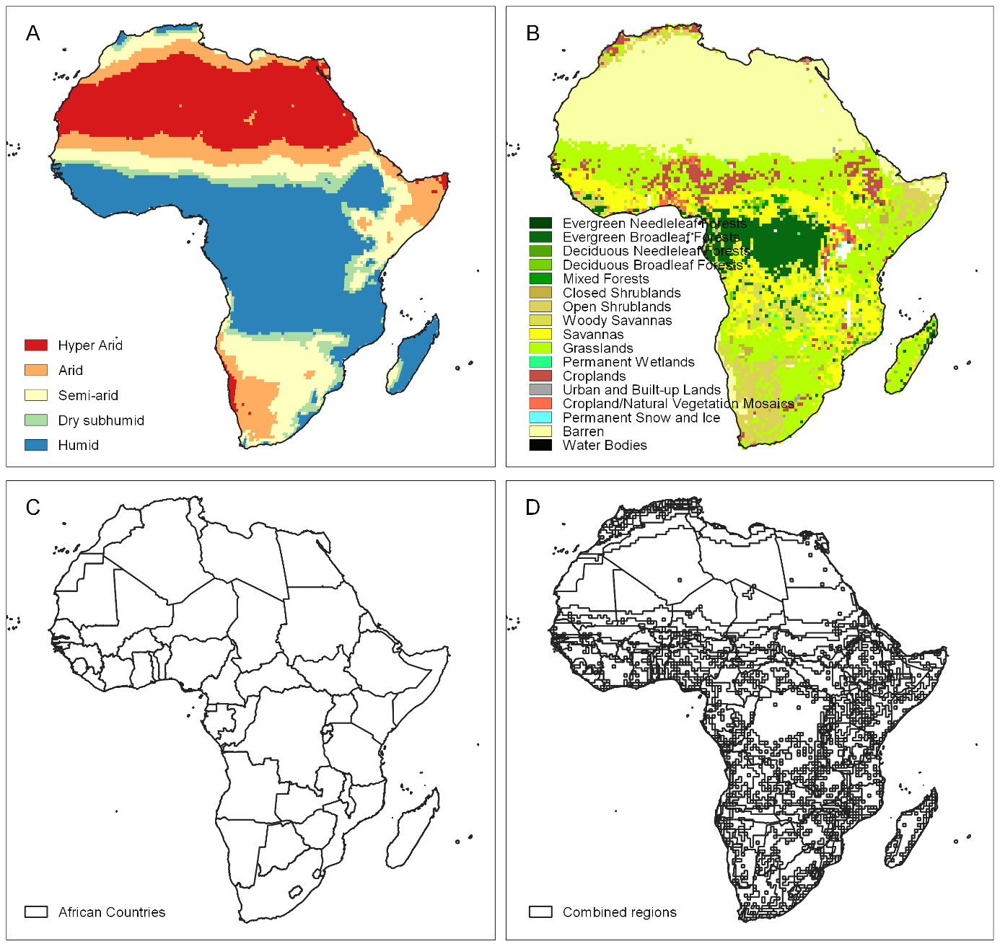 A
Hyper Arid
Arid
Semi-arid
Dry subhumid
Humid
B
Evergreen Needleleaf Forests
Evergreen Broadleaf Forests
Deciduous Needleleaf Forests
Deciduous Broadleaf Forests
Mixed Forests
Closed Shrublands
Open Shrublands
Woody Savannas
Savannas
Grasslands
Permanent Wetlands
Croplands
Urban and Built-up Lands
Cropland/Natural Vegetation Mosaics
Permanent Snow and Ice
Barren
Water Bodies
C
African Countries
D
Combined regions